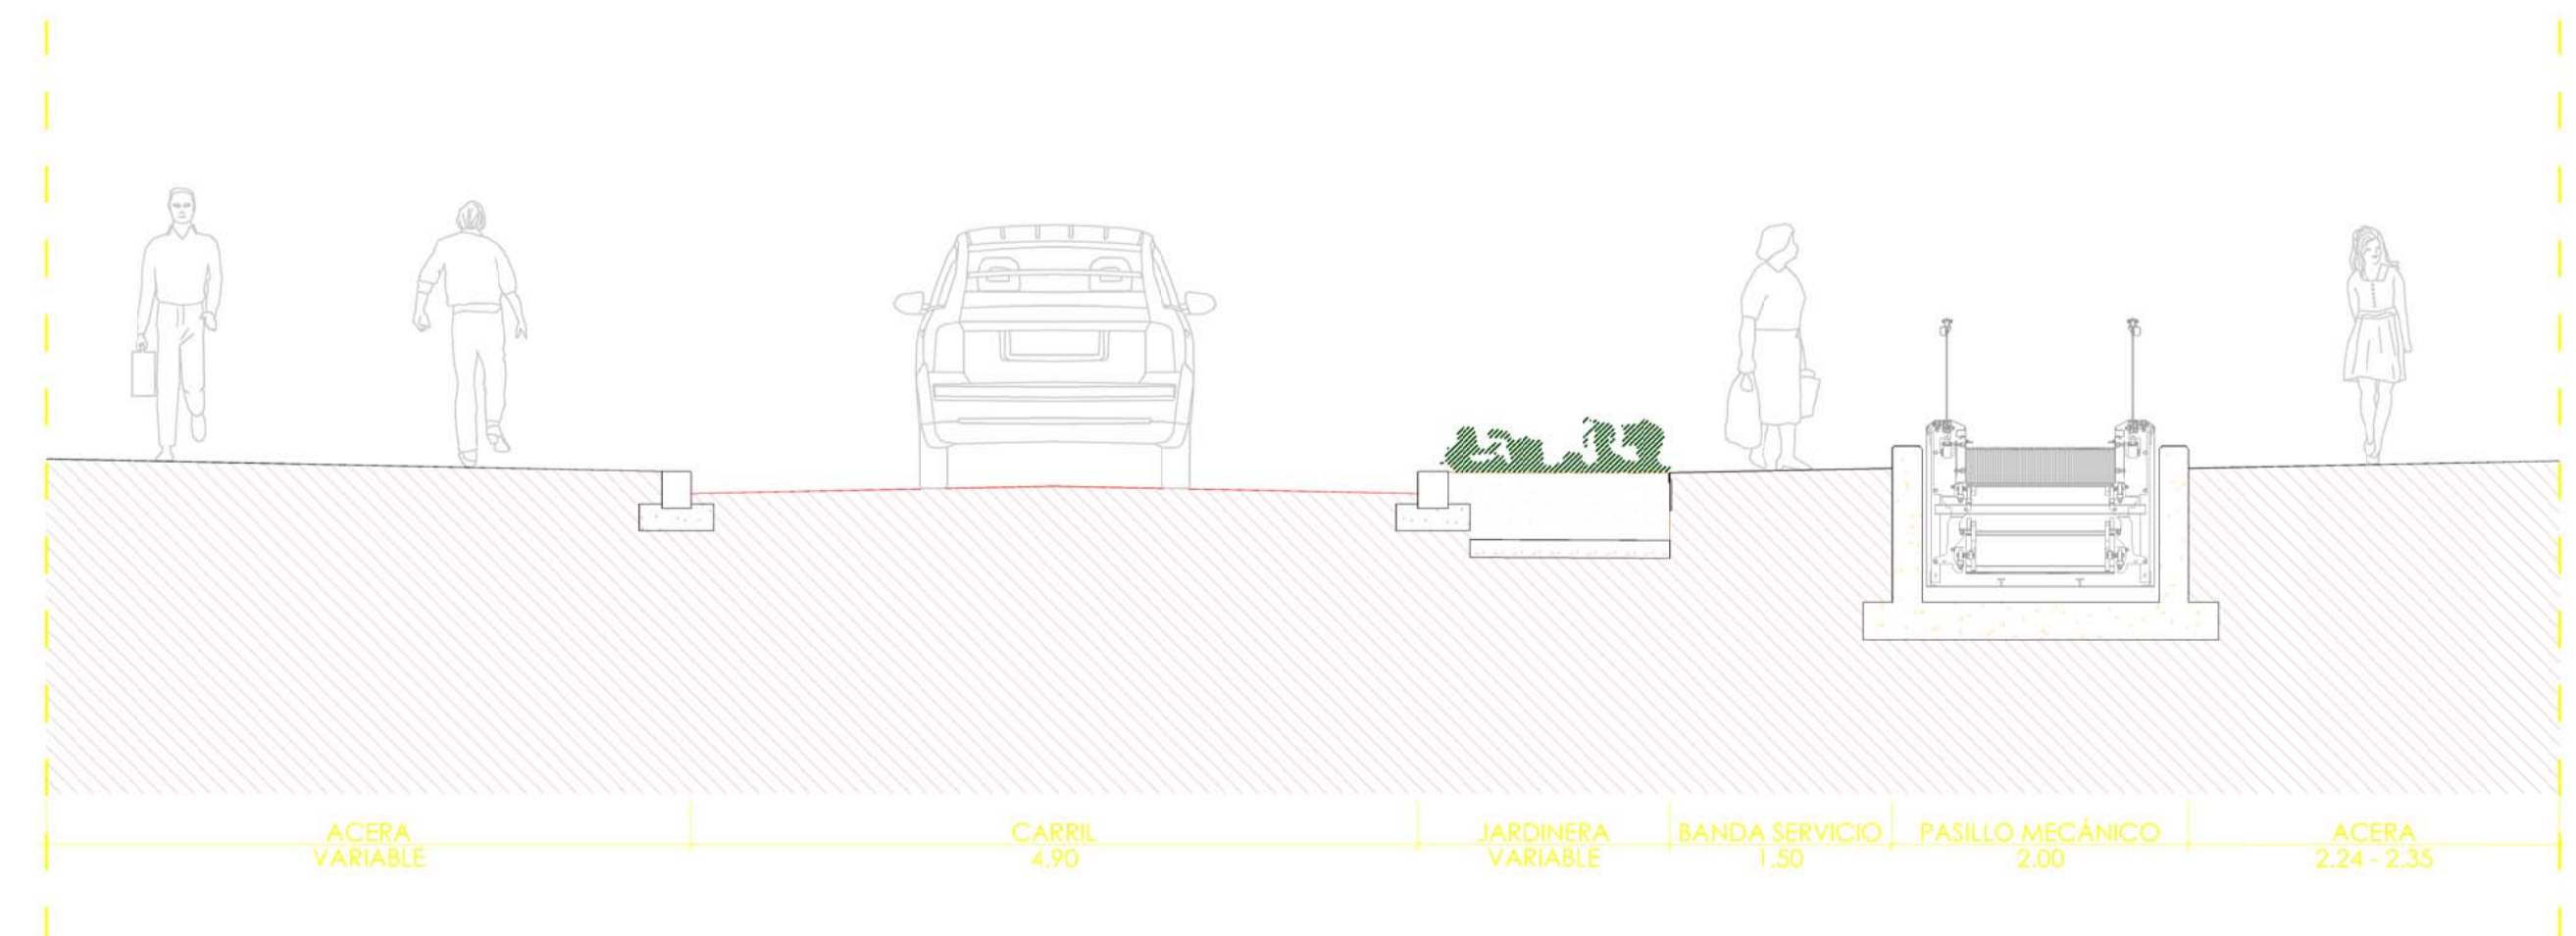 ACERA
VARIABLE
CARRIL
4.90
JARDINERA
VARIABLE
BANDA SERVICIO
1.50
PASILLO MECÁNICO
2.00
ACERA
2.24 - 2.35